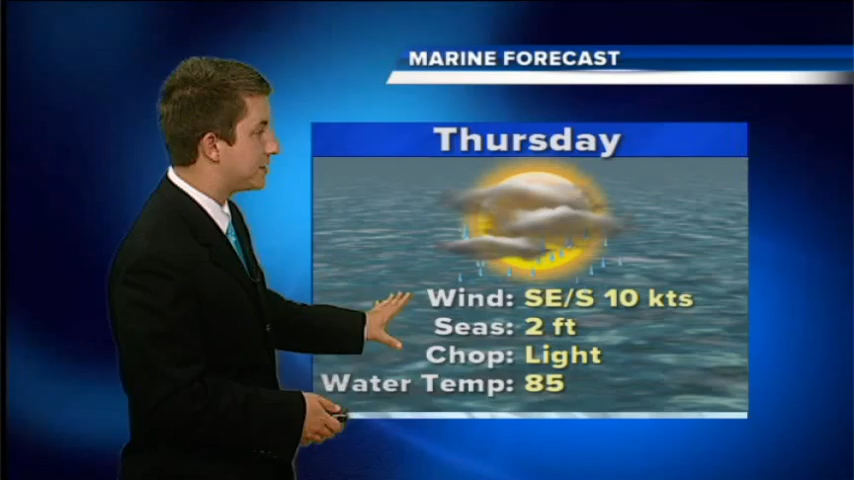 MARINE FORECAST
Thursday
Wind: SE/S 10 kts
Seas: 2 ft
Chop: Light
Water Temp: 85